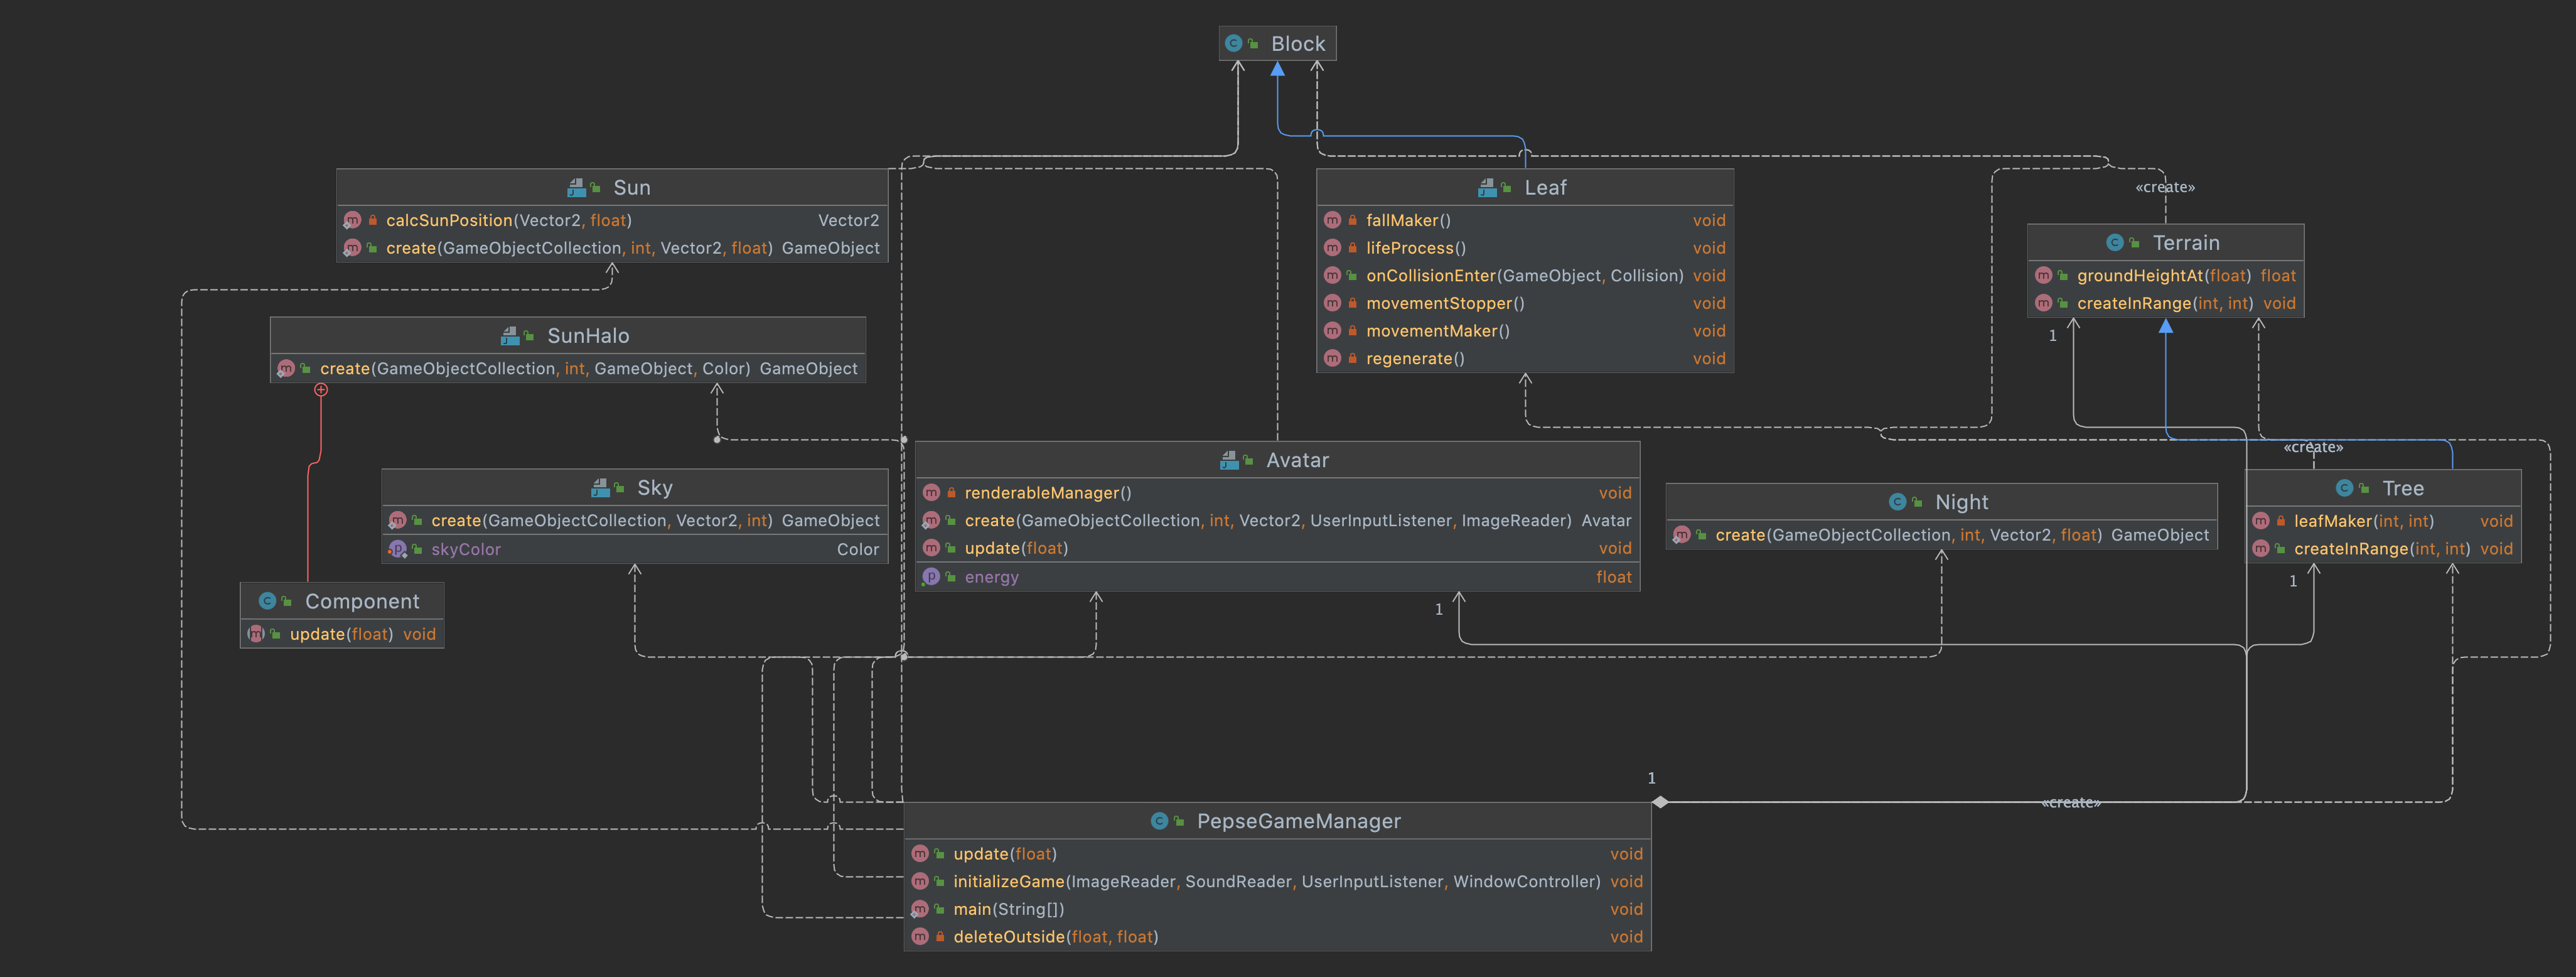 Block
Sun
calcSunPosition(Vector2, float) Vector2
create(GameObjectCollection, int, Vector2, float) GameObject
Leaf
fallMaker() void
lifeProcess() void
onCollisionEnter(GameObject, Collision) void
movementStopper() void
movementMaker() void
regenerate() void
«create»
Terrain
groundHeightAt(float) float
createInRange(int, int) void
1
SunHalo
create(GameObjectCollection, int, GameObject, Color) GameObject
Sky
create(GameObjectCollection, Vector2, int) GameObject
skyColor Color
Avatar
renderableManager() void
create(GameObjectCollection, int, Vector2, UserInputListener, ImageReader) Avatar
update(float) void
energy float
1
Night
create(GameObjectCollection, int, Vector2, float) GameObject
«create»
Tree
leafMaker(int, int) void
createInRange(int, int) void
1
Component
update(float) void
1
«create»
PepseGameManager
update(float) void
initializeGame(ImageReader, SoundReader, UserInputListener, WindowController) void
main(String[]) void
deleteOutside(float, float) void